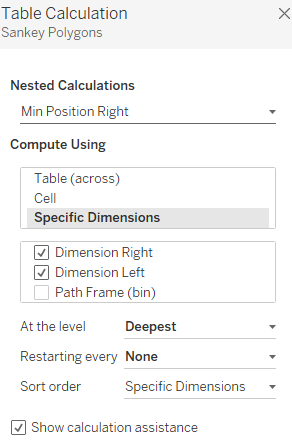 Table Calculation
Sankey Polygons
Nested Calculations
Min Position Right
Compute Using
Table (across)
Cell
Specific Dimensions
Dimension Right
Dimension Left
Path Frame (bin)
At the level Deepest
Restarting every None
Sort order Specific Dimensions
Show calculation assistance